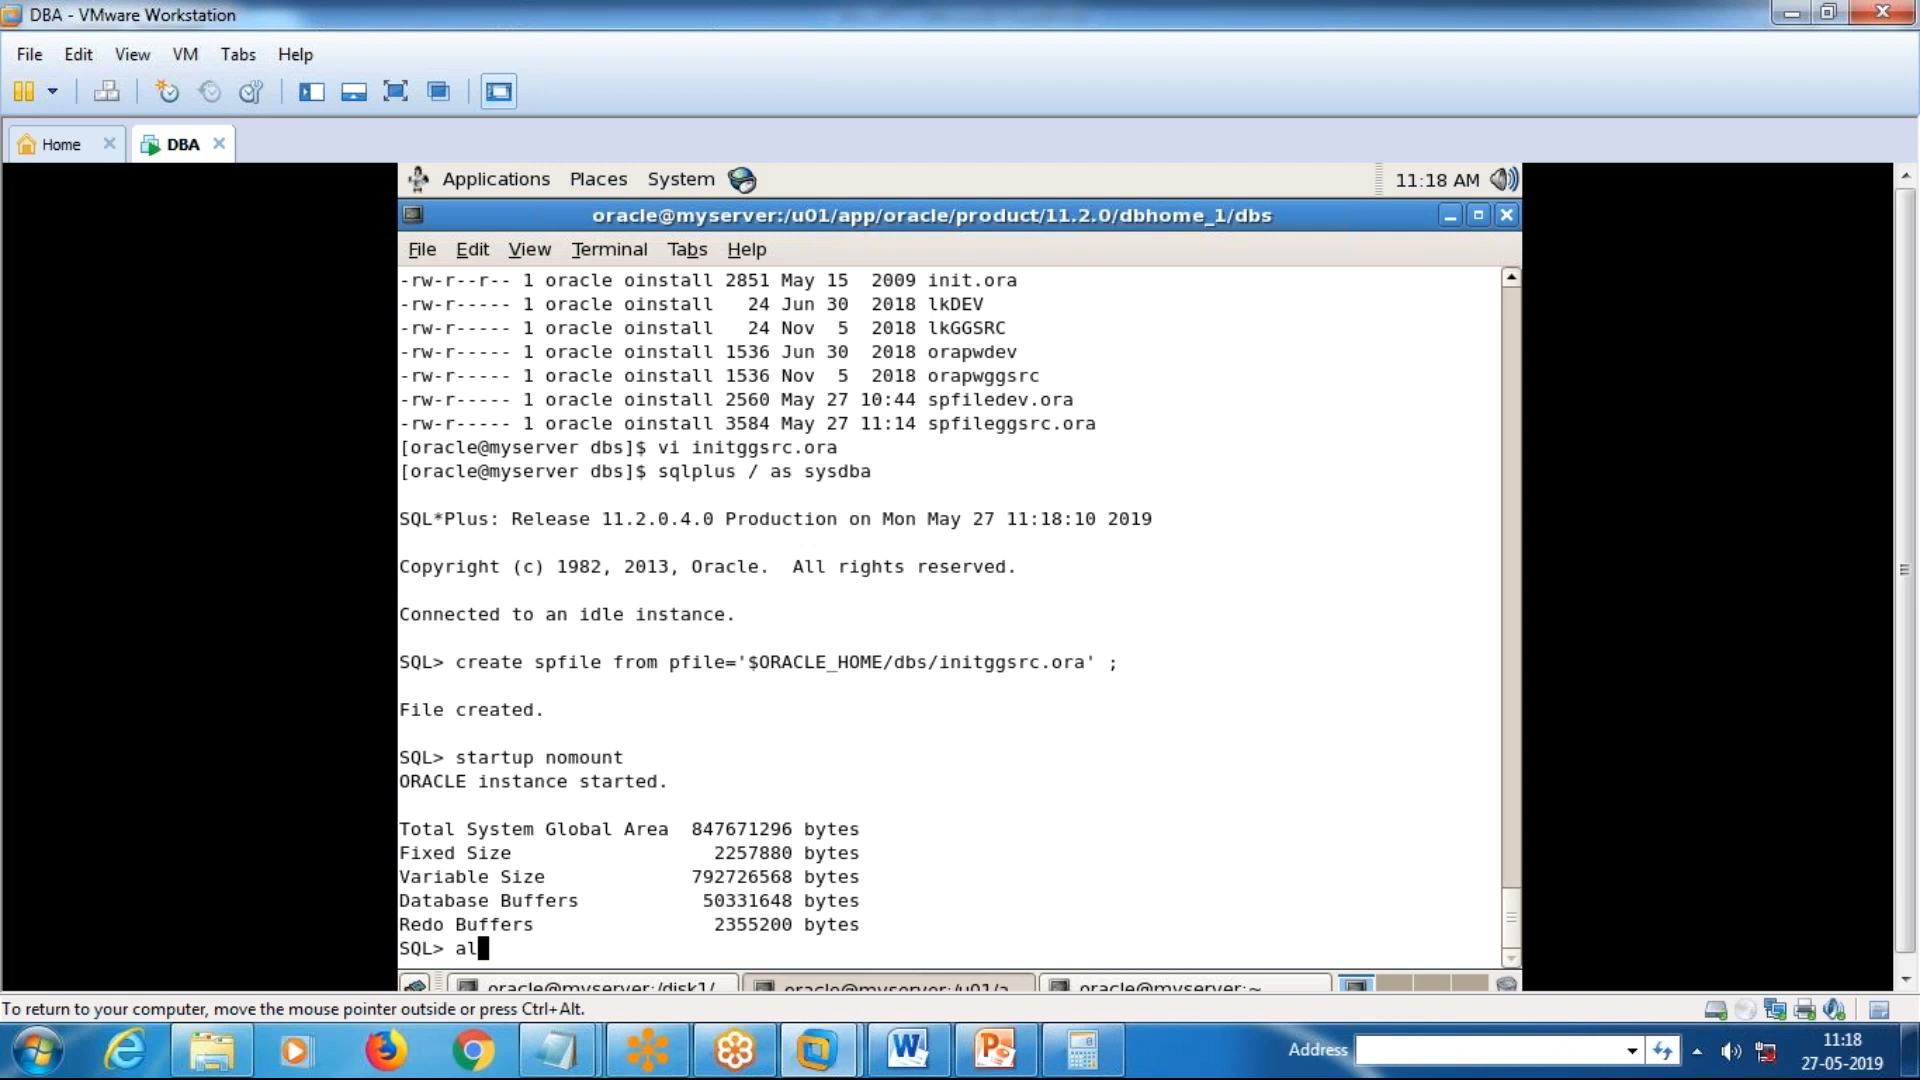 DBA - VMware Workstation
File Edit View VM Tabs Help
Home DBA
Applications Places System 11:18 AM
oracle@myserver:/u01/app/oracle/product/11.2.0/dbhome_1/dbs
File Edit View Terminal Tabs Help
-rw-r--r-- 1 oracle oinstall 2851 May 15  2009 init.ora
-rw-r----- 1 oracle oinstall   24 Jun 30  2018 lkDEV
-rw-r----- 1 oracle oinstall   24 Nov  5  2018 lkGGSRC
-rw-r----- 1 oracle oinstall 1536 Jun 30  2018 orapwdev
-rw-r----- 1 oracle oinstall 1536 Nov  5  2018 orapwggsrc
-rw-r----- 1 oracle oinstall 2560 May 27 10:44 spfiledev.ora
-rw-r----- 1 oracle oinstall 3584 May 27 11:14 spfileggsrc.ora
[oracle@myserver dbs]$ vi initggsrc.ora
[oracle@myserver dbs]$ sqlplus / as sysdba
SQL*Plus: Release 11.2.0.4.0 Production on Mon May 27 11:18:10 2019
Copyright (c) 1982, 2013, Oracle.  All rights reserved.
Connected to an idle instance.
SQL> create spfile from pfile='$ORACLE_HOME/dbs/initggsrc.ora' ;
File created.
SQL> startup nomount
ORACLE instance started.
Total System Global Area  847671296 bytes
Fixed Size                  2257880 bytes
Variable Size             792726568 bytes
Database Buffers           50331648 bytes
Redo Buffers                2355200 bytes
SQL> al
oracle@myserver:/disk1/ oracle@myserver:/u01/a oracle@myserver:~
To return to your computer, move the mouse pointer outside or press Ctrl+Alt.
Address 11:18
27-05-2019